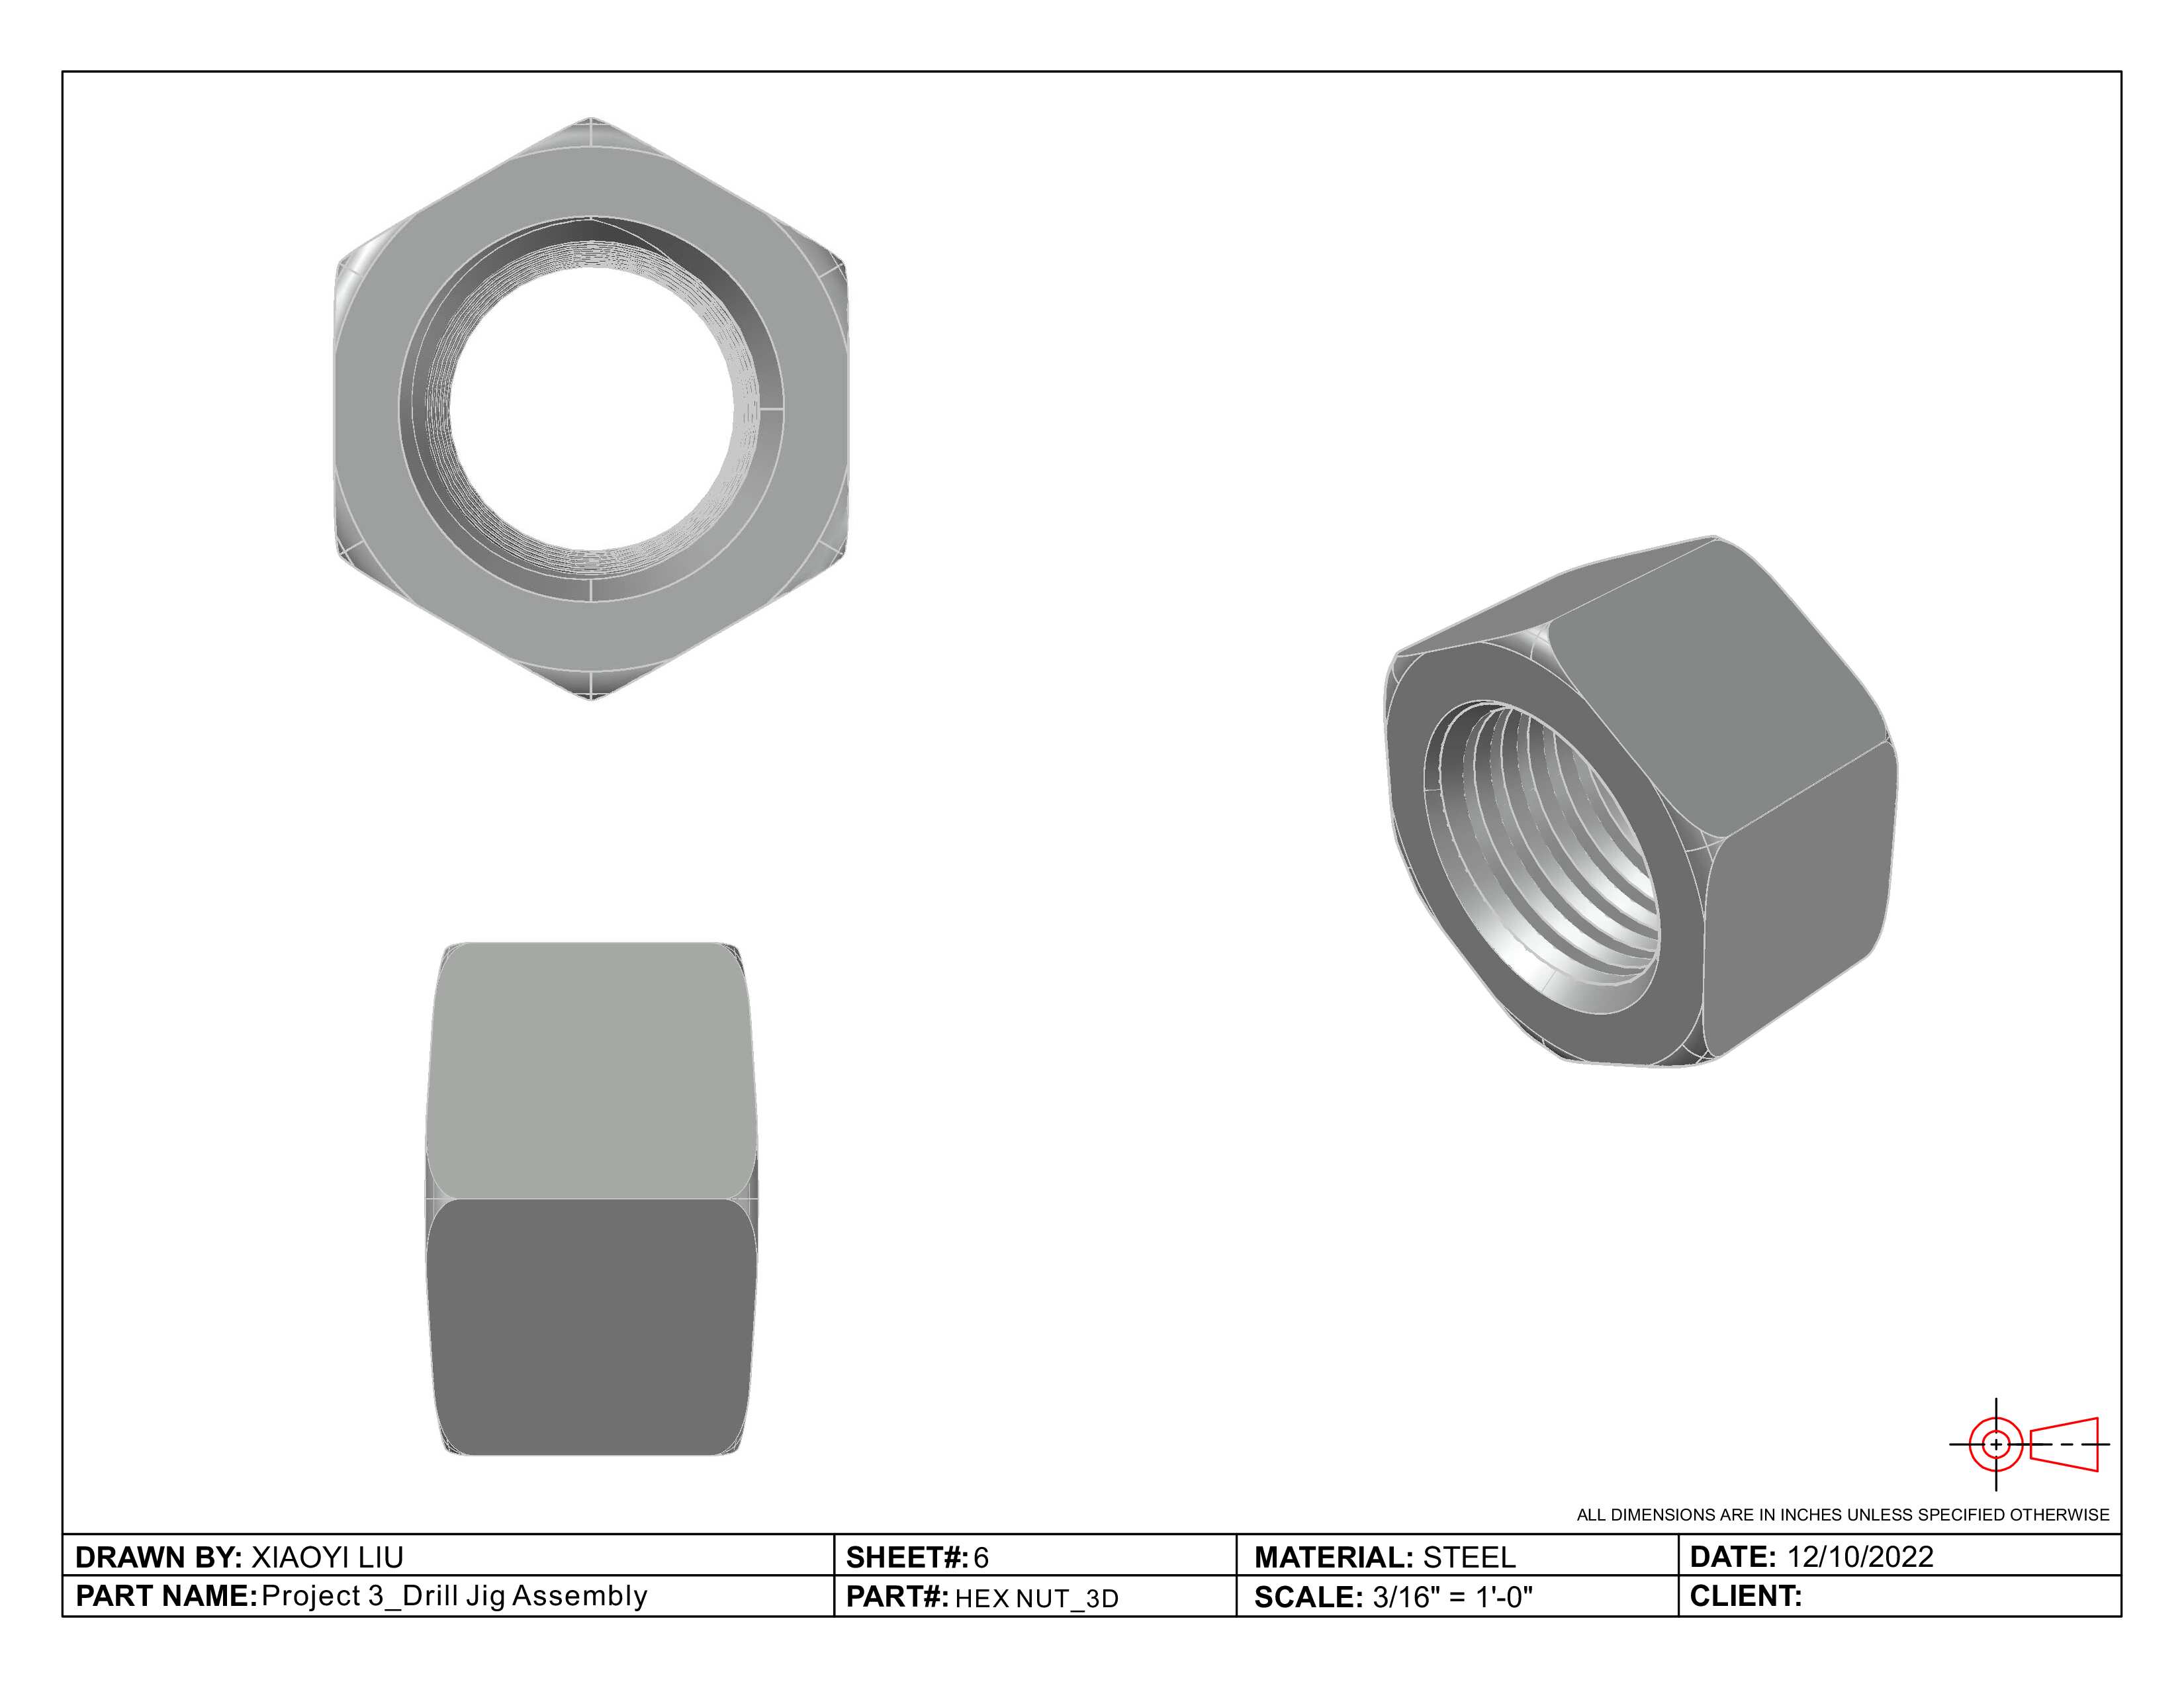 ALL DIMENSIONS ARE IN INCHES UNLESS SPECIFIED OTHERWISE
DRAWN BY: XIAOYI LIU SHEET#: 6 MATERIAL: STEEL DATE: 12/10/2022
PART NAME: Project 3_Drill Jig Assembly PART#: HEX NUT_3D SCALE: 3/16" = 1'-0" CLIENT: